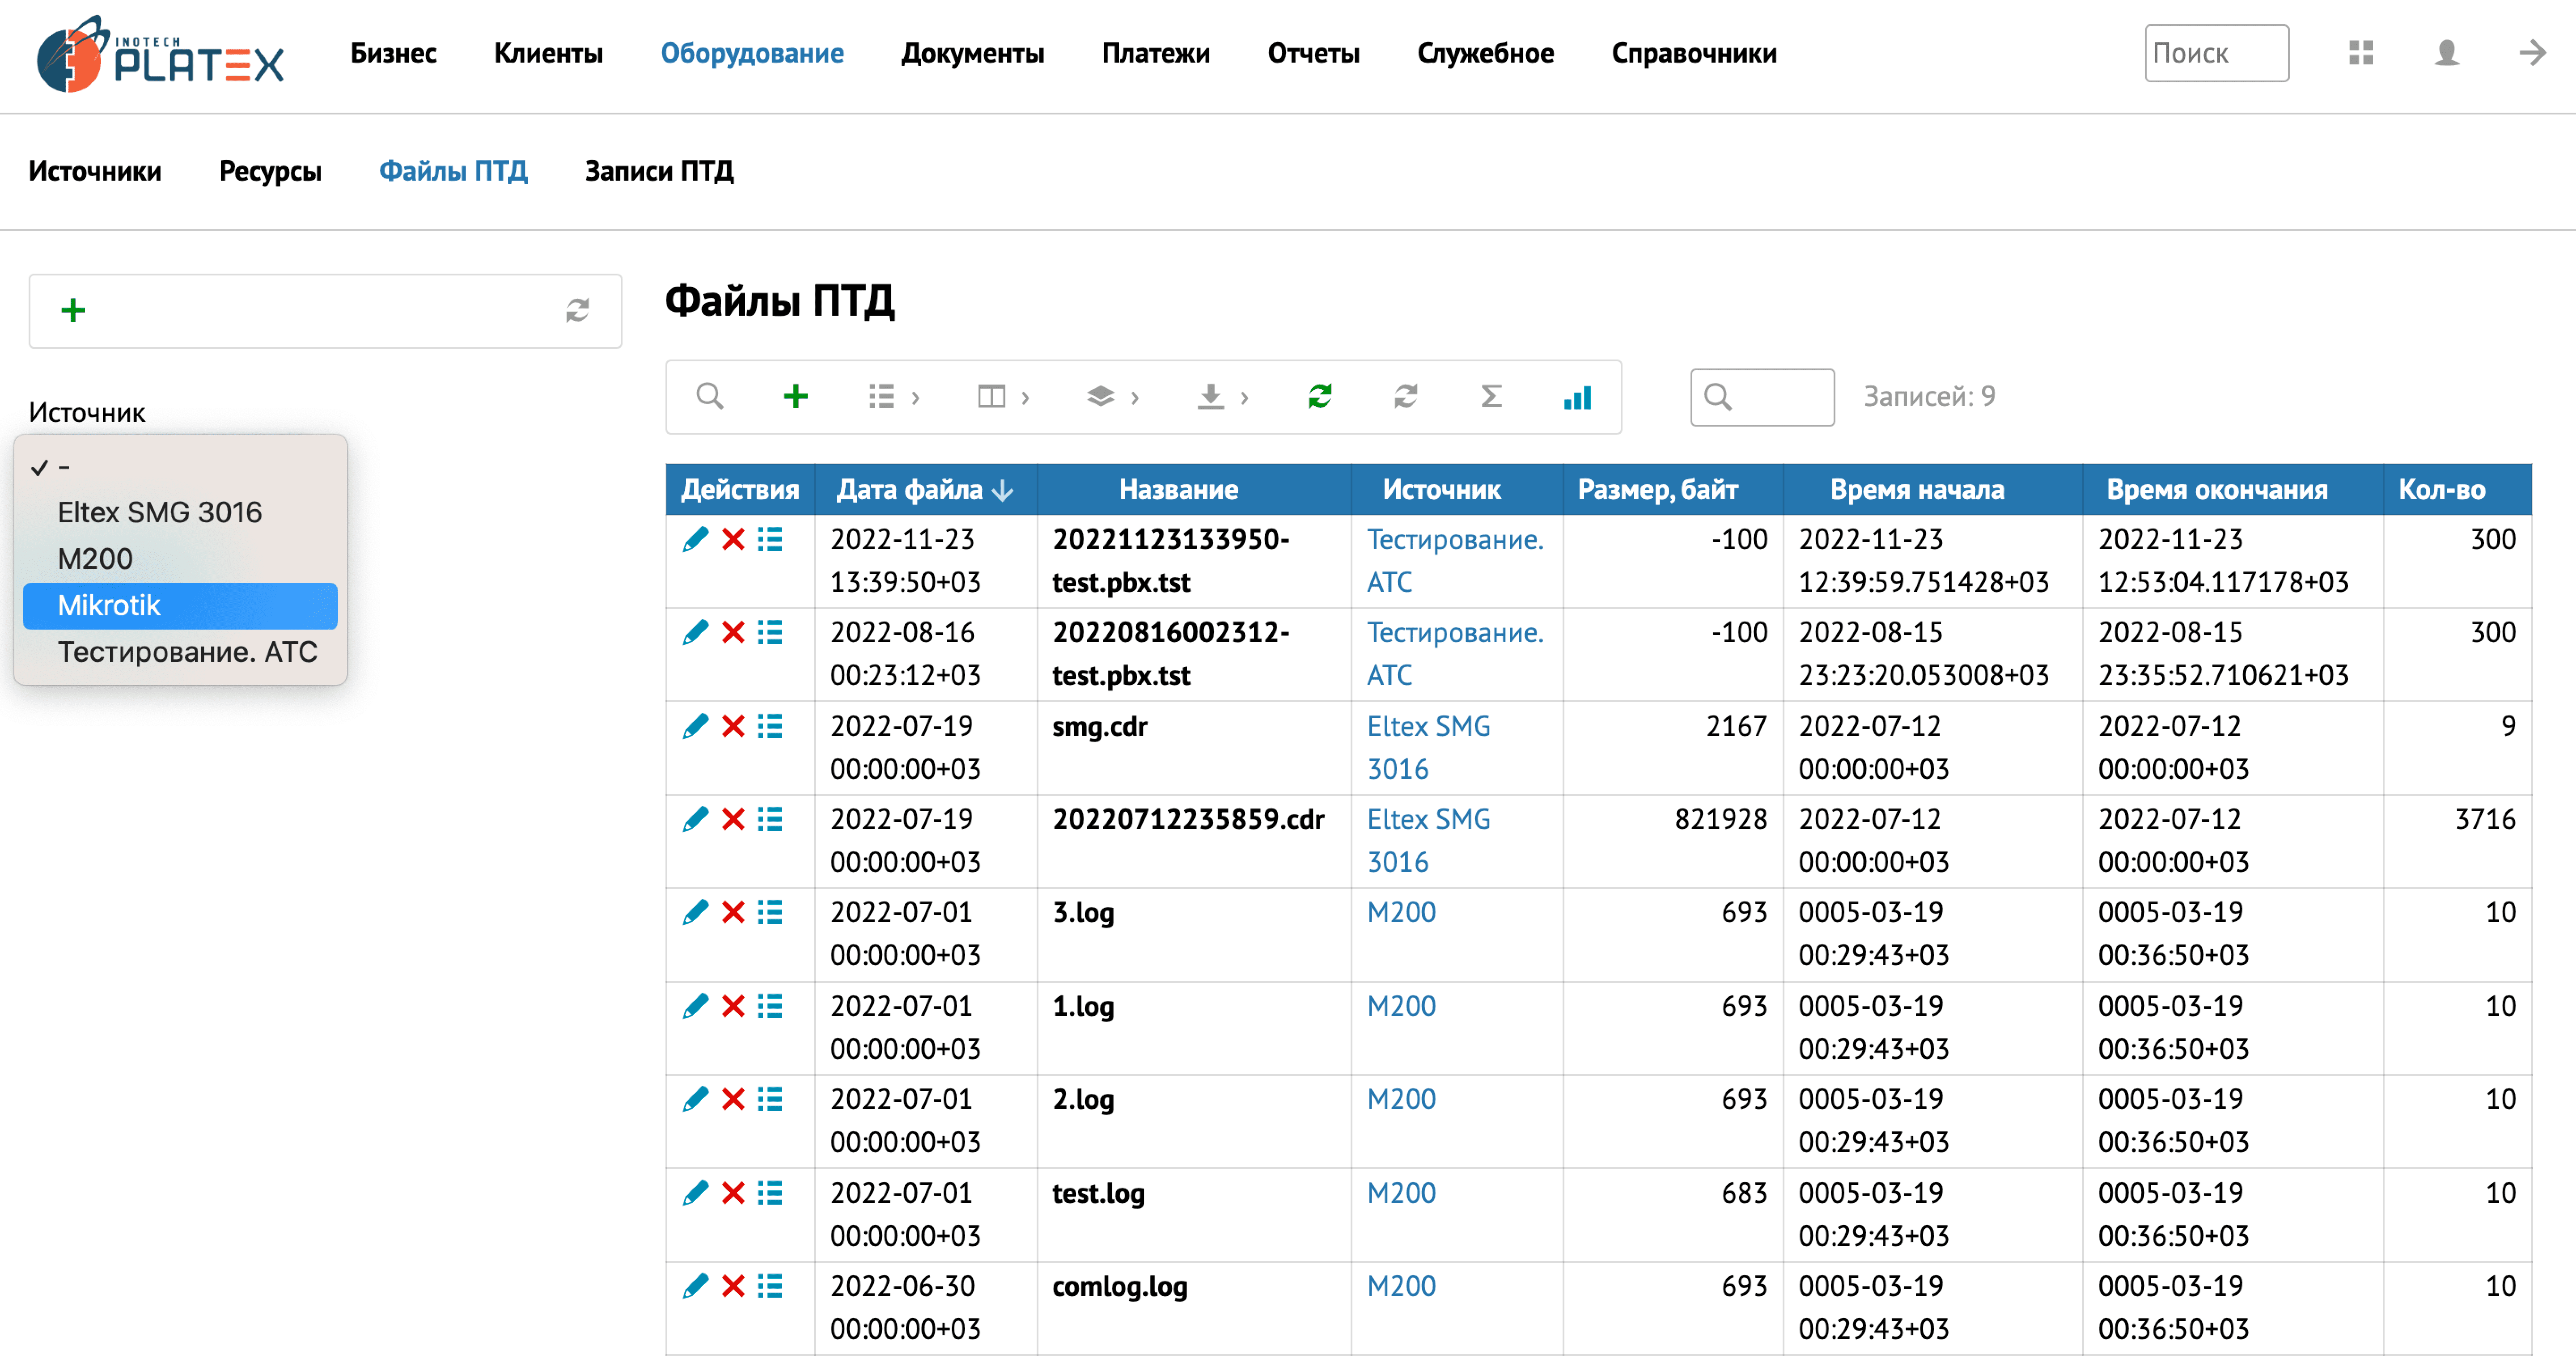 INOTECH
PLATEX
Бизнес Клиенты Оборудование Документы Платежи Отчеты Служебное Справочники Поиск
Источники Ресурсы Файлы ПТД Записи ПТД
Источник
✓ -
Eltex SMG 3016
M200
Mikrotik
Тестирование. АТС
Файлы ПТД
Записей: 9
Действия Дата файла ↓ Название Источник Размер, байт Время начала Время окончания Кол-во
2022-11-23 20221123133950- Тестирование. -100 2022-11-23 2022-11-23 300
13:39:50+03 test.pbx.tst АТС 12:39:59.751428+03 12:53:04.117178+03
2022-08-16 20220816002312- Тестирование. -100 2022-08-15 2022-08-15 300
00:23:12+03 test.pbx.tst АТС 23:23:20.053008+03 23:35:52.710621+03
2022-07-19 smg.cdr Eltex SMG 2167 2022-07-12 2022-07-12 9
00:00:00+03 3016 00:00:00+03 00:00:00+03
2022-07-19 20220712235859.cdr Eltex SMG 821928 2022-07-12 2022-07-12 3716
00:00:00+03 3016 00:00:00+03 00:00:00+03
2022-07-01 3.log M200 693 0005-03-19 0005-03-19 10
00:00:00+03 00:29:43+03 00:36:50+03
2022-07-01 1.log M200 693 0005-03-19 0005-03-19 10
00:00:00+03 00:29:43+03 00:36:50+03
2022-07-01 2.log M200 693 0005-03-19 0005-03-19 10
00:00:00+03 00:29:43+03 00:36:50+03
2022-07-01 test.log M200 683 0005-03-19 0005-03-19 10
00:00:00+03 00:29:43+03 00:36:50+03
2022-06-30 comlog.log M200 693 0005-03-19 0005-03-19 10
00:00:00+03 00:29:43+03 00:36:50+03